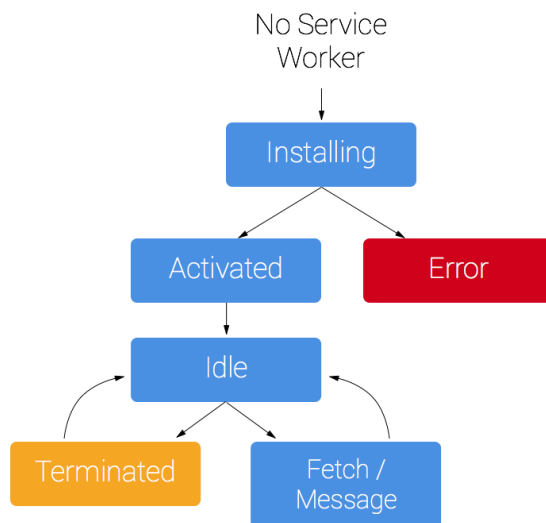 No Service
Worker
Installing
Activated
Error
Idle
Terminated
Fetch /
Message